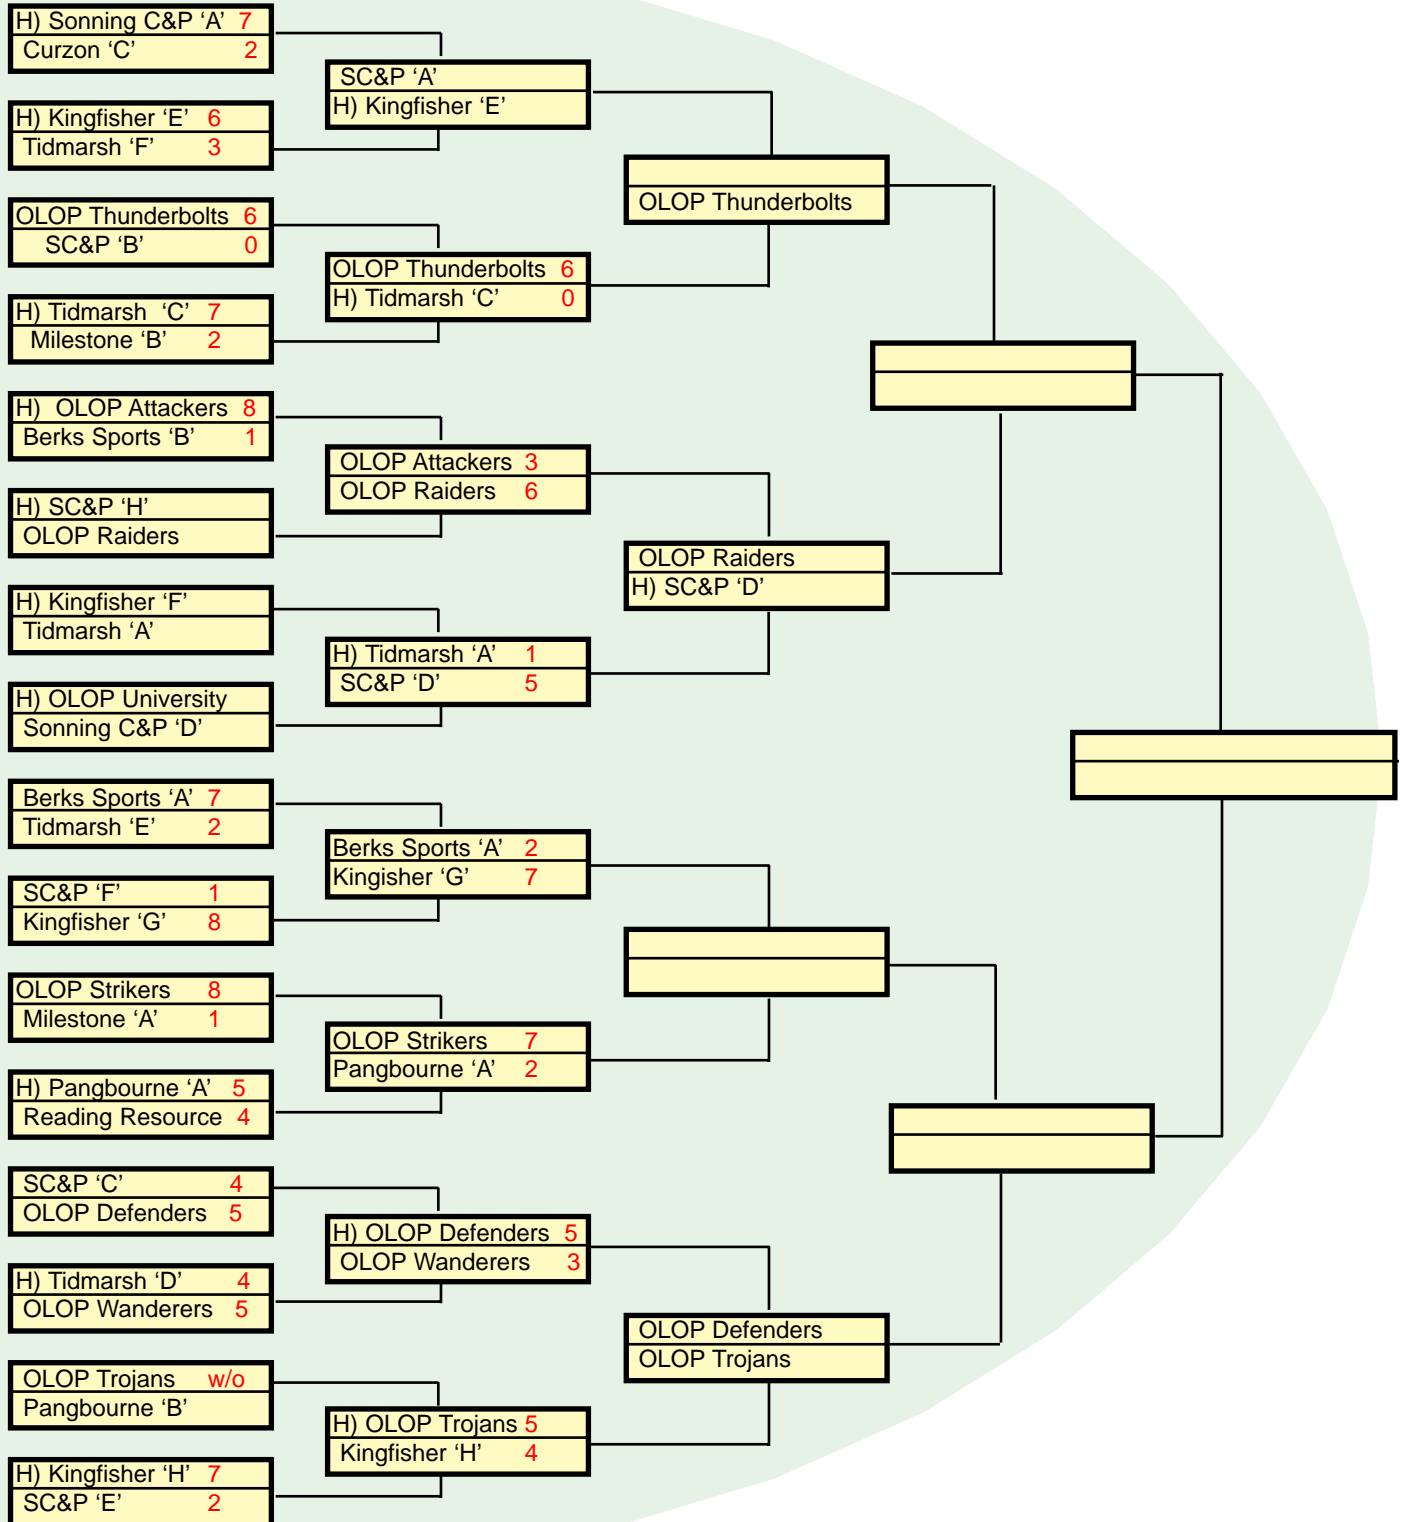 H) Sonning C&P ‘A’ 7
Curzon ‘C’ 2
H) Kingfisher ‘E’ 6
Tidmarsh ‘F’ 3
OLOP Thunderbolts 6
SC&P ‘B’ 0
H) Tidmarsh ‘C’ 7
Milestone ‘B’ 2
H) OLOP Attackers 8
Berks Sports ‘B’ 1
H) SC&P ‘H’
OLOP Raiders
H) Kingfisher ‘F’
Tidmarsh ‘A’
H) OLOP University
Sonning C&P ‘D’
Berks Sports ‘A’ 7
Tidmarsh ‘E’ 2
SC&P ‘F’ 1
Kingfisher ‘G’ 8
OLOP Strikers 8
Milestone ‘A’ 1
H) Pangbourne ‘A’ 5
Reading Resource 4
SC&P ‘C’ 4
OLOP Defenders 5
H) Tidmarsh ‘D’ 4
OLOP Wanderers 5
OLOP Trojans w/o
Pangbourne ‘B’
H) Kingfisher ‘H’ 7
SC&P ‘E’ 2
SC&P ‘A’
H) Kingfisher ‘E’
OLOP Thunderbolts 6
H) Tidmarsh ‘C’ 0
OLOP Attackers 3
OLOP Raiders 6
H) Tidmarsh ‘A’ 1
SC&P ‘D’ 5
Berks Sports ‘A’ 2
Kingisher ‘G’ 7
OLOP Strikers 7
Pangbourne ‘A’ 2
H) OLOP Defenders 5
OLOP Wanderers 3
H) OLOP Trojans 5
Kingfisher ‘H’ 4
OLOP Thunderbolts
OLOP Raiders
H) SC&P ‘D’
OLOP Defenders
OLOP Trojans